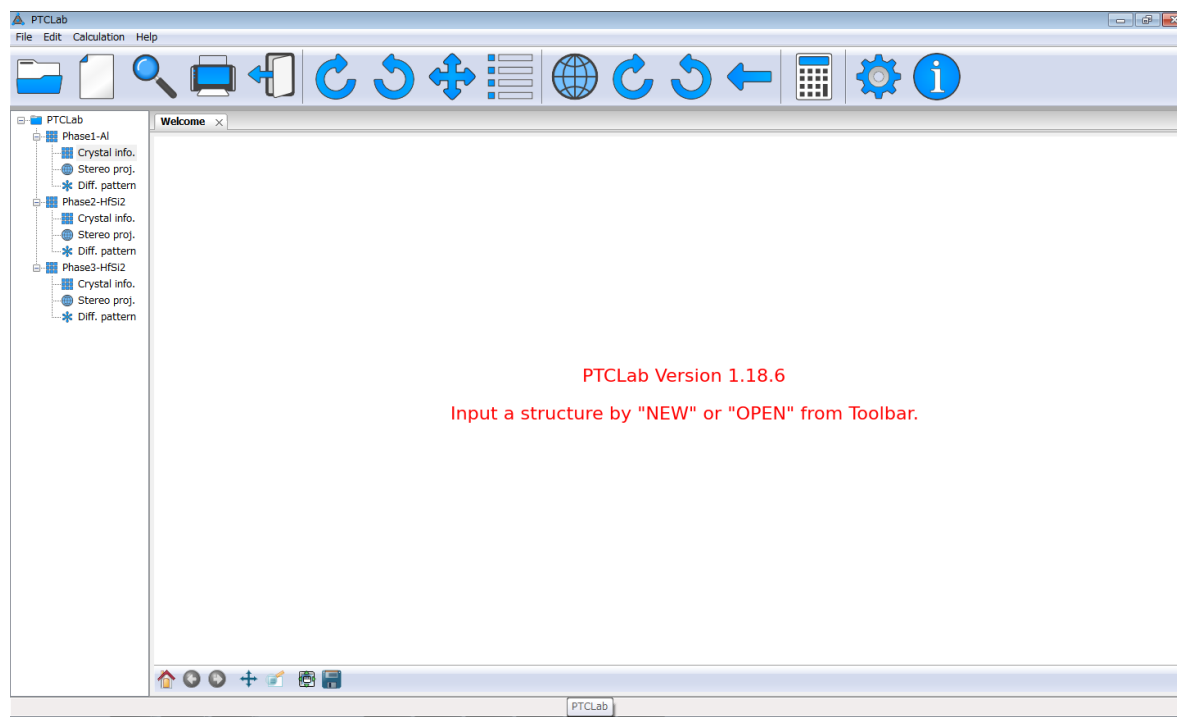 PTCLab
File Edit Calculation Help
PTCLab
Phase1-Al
Crystal info.
Stereo proj.
Diff. pattern
Phase2-HfSi2
Crystal info.
Stereo proj.
Diff. pattern
Phase3-HfSi2
Crystal info.
Stereo proj.
Diff. pattern
Welcome
PTCLab Version 1.18.6
Input a structure by "NEW" or "OPEN" from Toolbar.
PTCLab